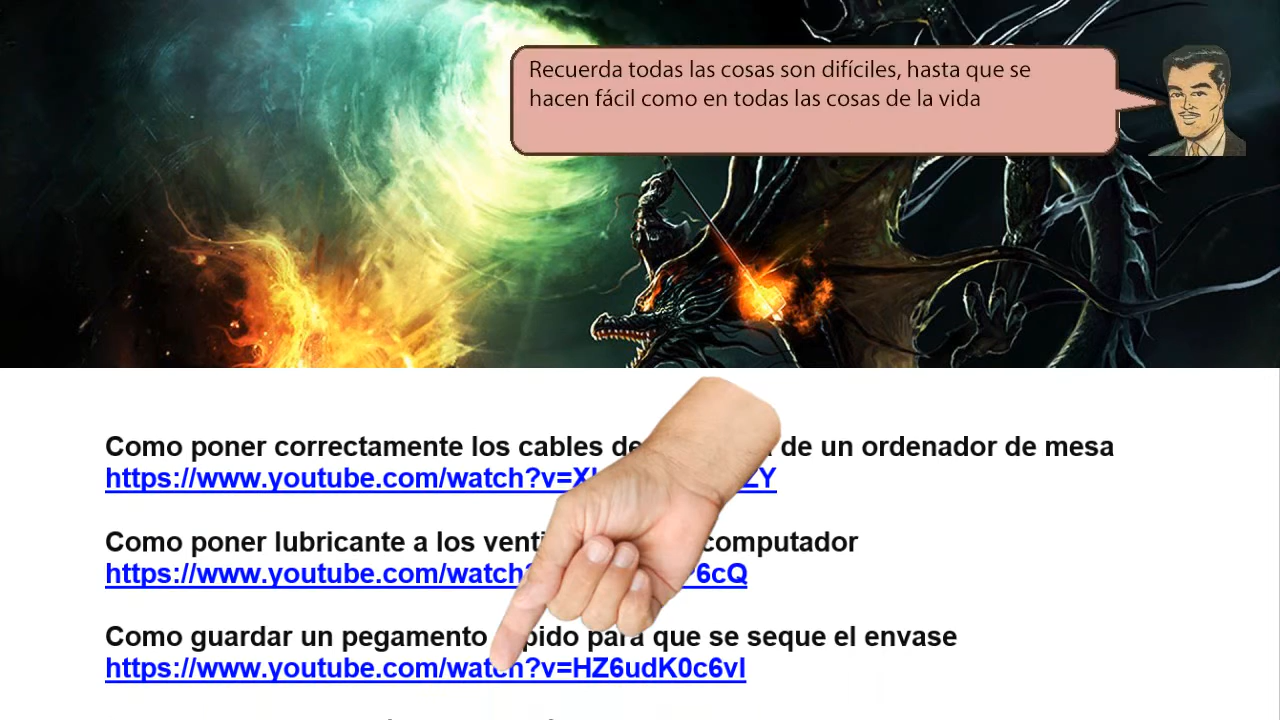 Recuerda todas las cosas son difíciles, hasta que se
hacen fácil como en todas las cosas de la vida
Como poner correctamente los cables de de un ordenador de mesa
https://www.youtube.com/watch?v=X ZY
Como poner lubricante a los computador
https://www.youtube.com/watch? 6cQ
Como guardar un pegamento para que se seque el envase
https://www.youtube.com/watch?v=HZ6udK0c6vI